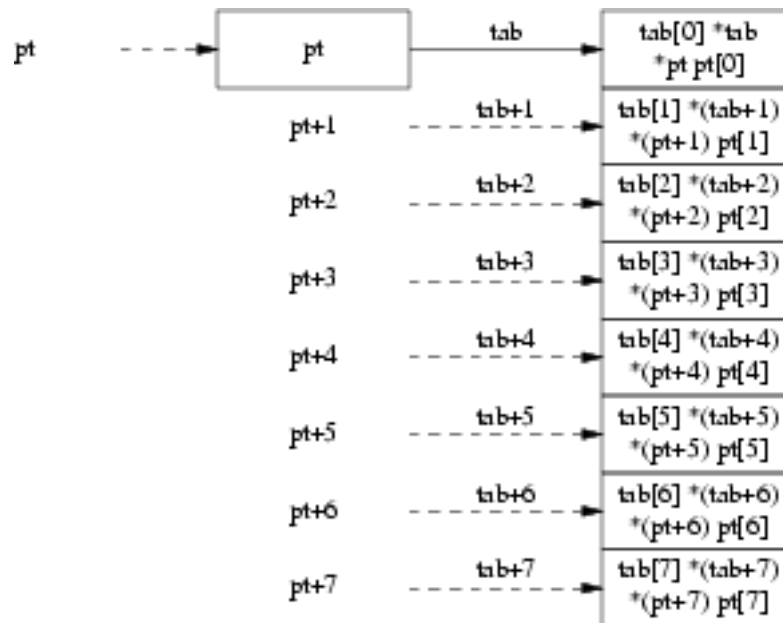 pt pt tab tab[0] *tab
*pt pt[0]
pt+1 tab+1 tab[1] *(tab+1)
*(pt+1) pt[1]
pt+2 tab+2 tab[2] *(tab+2)
*(pt+2) pt[2]
pt+3 tab+3 tab[3] *(tab+3)
*(pt+3) pt[3]
pt+4 tab+4 tab[4] *(tab+4)
*(pt+4) pt[4]
pt+5 tab+5 tab[5] *(tab+5)
*(pt+5) pt[5]
pt+6 tab+6 tab[6] *(tab+6)
*(pt+6) pt[6]
pt+7 tab+7 tab[7] *(tab+7)
*(pt+7) pt[7]